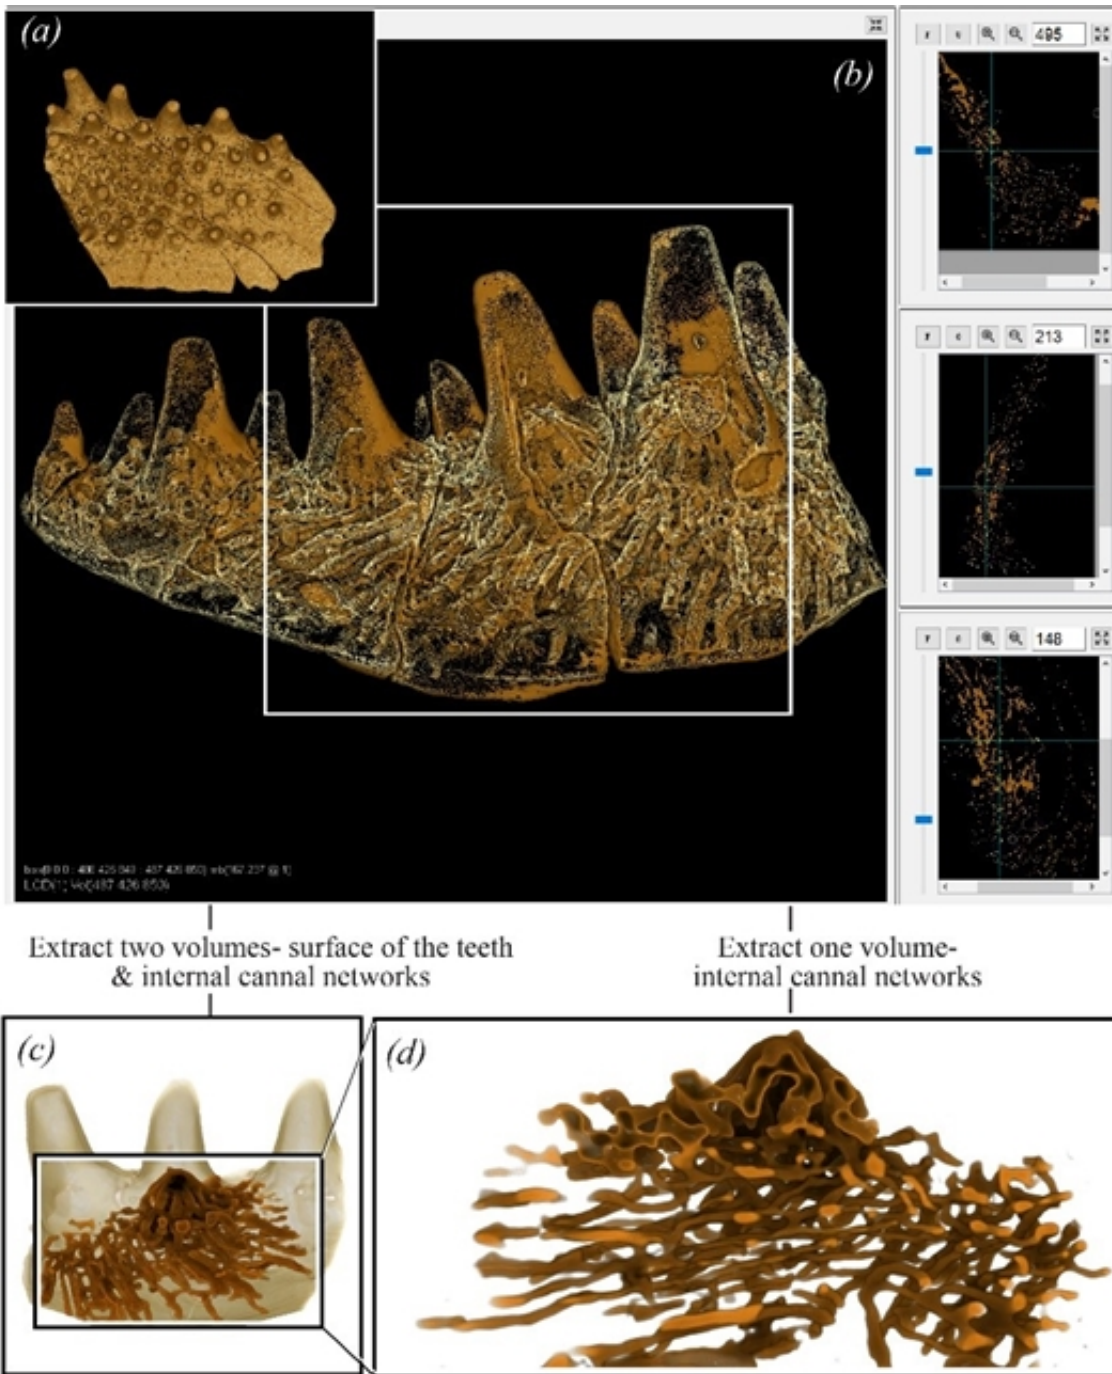 (a)
(b)
495
213
148
Extract two volumes- surface of the teeth
& internal cannal networks
Extract one volume-
internal cannal networks
(c)
(d)